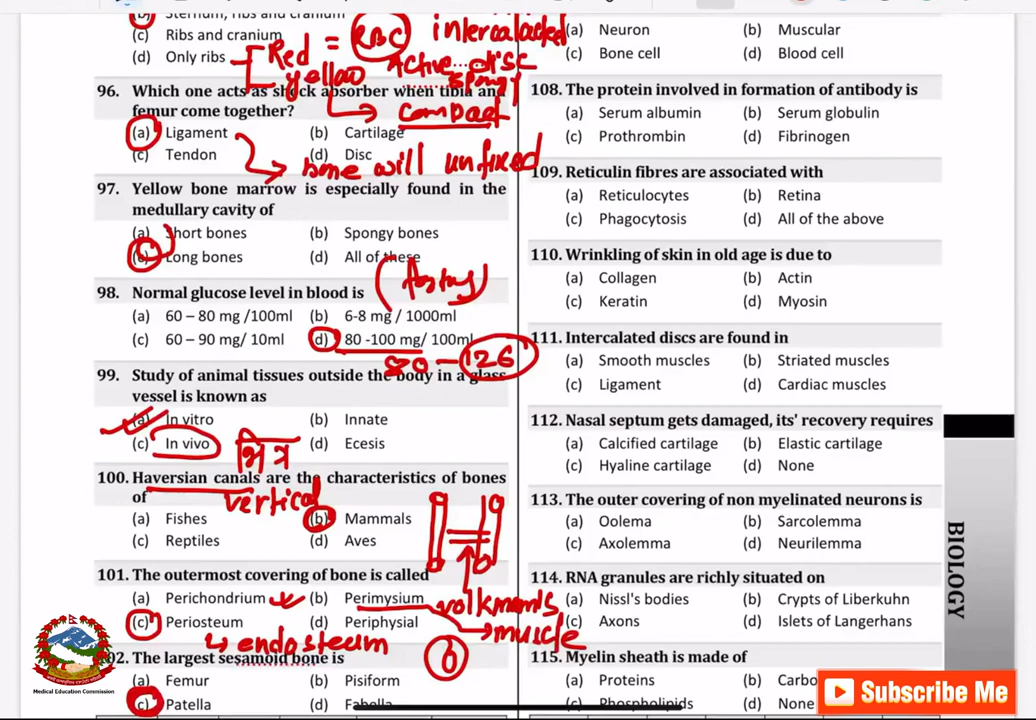 (b) Sternum, ribs and cranium
(c) Ribs and cranium
(d) Only ribs
Red = RBC
yellow
Active
spongy
compact
intercalacted
disc
96. Which one acts as shock absorber when tibia and
femur come together?
(a) Ligament (b) Cartilage
(c) Tendon (d) Disc
bone will unfixed
97. Yellow bone marrow is especially found in the
medullary cavity of
(a) Short bones (b) Spongy bones
(c) Long bones (d) All of these
98. Normal glucose level in blood is
(a) 60 – 80 mg /100ml (b) 6-8 mg / 1000ml
(c) 60 – 90 mg/ 10ml (d) 80 -100 mg/ 100ml
80 – 126
99. Study of animal tissues outside the body in a glass
vessel is known as
(a) In vitro (b) Innate
(c) In vivo (d) Ecesis
भित्र
100. Haversian canals are the characteristics of bones
of
vertical
(a) Fishes (b) Mammals
(c) Reptiles (d) Aves
101. The outermost covering of bone is called
(a) Perichondrium (b) Perimysium
volkmants
(c) Periosteum (d) Periphysial
muscle
endosteum
102. The largest sesamoid bone is
(a) Femur (b) Pisiform
(c) Patella (d) Fabella
Medical Education Commission
(a) Neuron (b) Muscular
(c) Bone cell (d) Blood cell
108. The protein involved in formation of antibody is
(a) Serum albumin (b) Serum globulin
(c) Prothrombin (d) Fibrinogen
109. Reticulin fibres are associated with
(a) Reticulocytes (b) Retina
(c) Phagocytosis (d) All of the above
110. Wrinkling of skin in old age is due to
(a) Collagen (b) Actin
(c) Keratin (d) Myosin
111. Intercalated discs are found in
(a) Smooth muscles (b) Striated muscles
(c) Ligament (d) Cardiac muscles
112. Nasal septum gets damaged, its' recovery requires
(a) Calcified cartilage (b) Elastic cartilage
(c) Hyaline cartilage (d) None
113. The outer covering of non myelinated neurons is
(a) Oolema (b) Sarcolemma
(c) Axolemma (d) Neurilemma
114. RNA granules are richly situated on
(a) Nissl's bodies (b) Crypts of Liberkuhn
(c) Axons (d) Islets of Langerhans
115. Myelin sheath is made of
(a) Proteins (b) Carbo
(c) Phospholipids (d) None
BIOLOGY
Subscribe Me